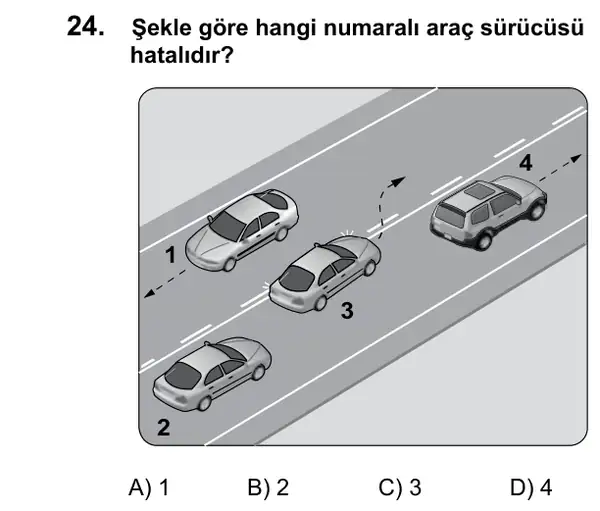 24. Şekle göre hangi numaralı araç sürücüsü
hatalıdır?
4
1
3
2
A) 1 B) 2 C) 3 D) 4